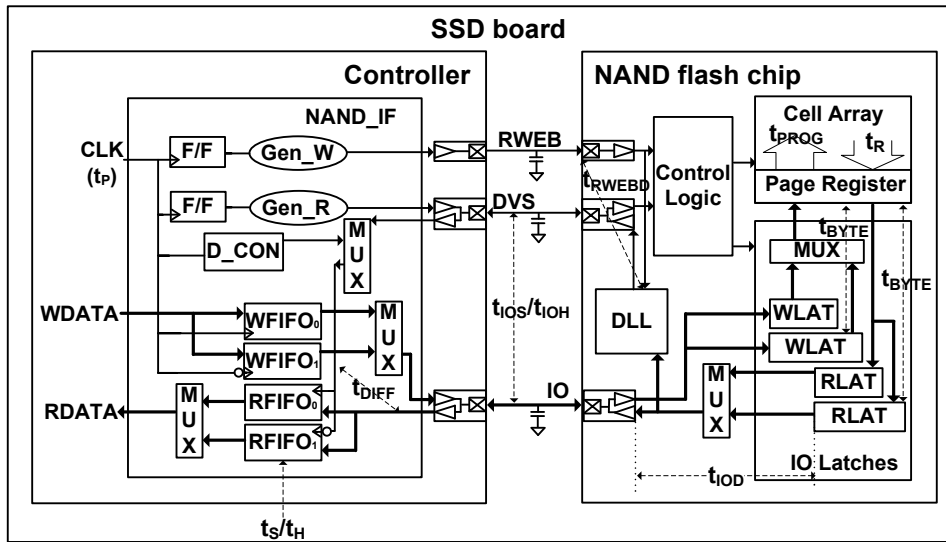 SSD board
Controller
NAND flash chip
NAND_IF
CLK
(tP)
F/F
Gen_W
F/F
Gen_R
D_CON
MUX
WDATA
WFIFO0
WFIFO1
MUX
tDIFF
RDATA
MUX
RFIFO0
RFIFO1
tS/tH
RWEB
DVS
tIOS/tIOH
IO
tRWEBD
Control
Logic
DLL
Cell Array
tPROG
tR
Page Register
tBYTE
MUX
tBYTE
WLAT
WLAT
MUX
RLAT
RLAT
IO Latches
tIOD